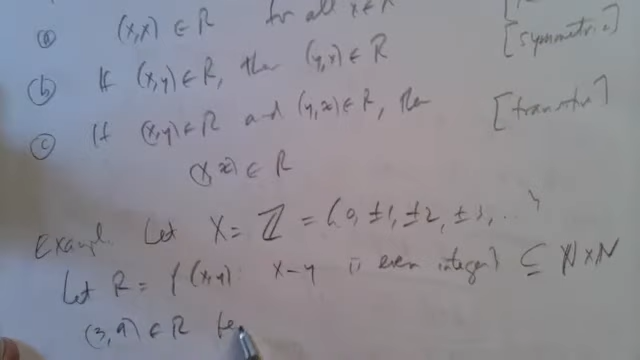 (a) (x,x) ∈ R for all x ∈
(b) If (x,y) ∈ R, then (y,x) ∈ R [symmetric]
(c) If (x,y) ∈ R and (y,z) ∈ R, then [transitive]
(x,z) ∈ R
Example. Let X = ℤ = {0, ±1, ±2, ±3, ...}
Let R = {(x,y): x-y is even integer} ⊆ N×N
(3,9) ∈ R